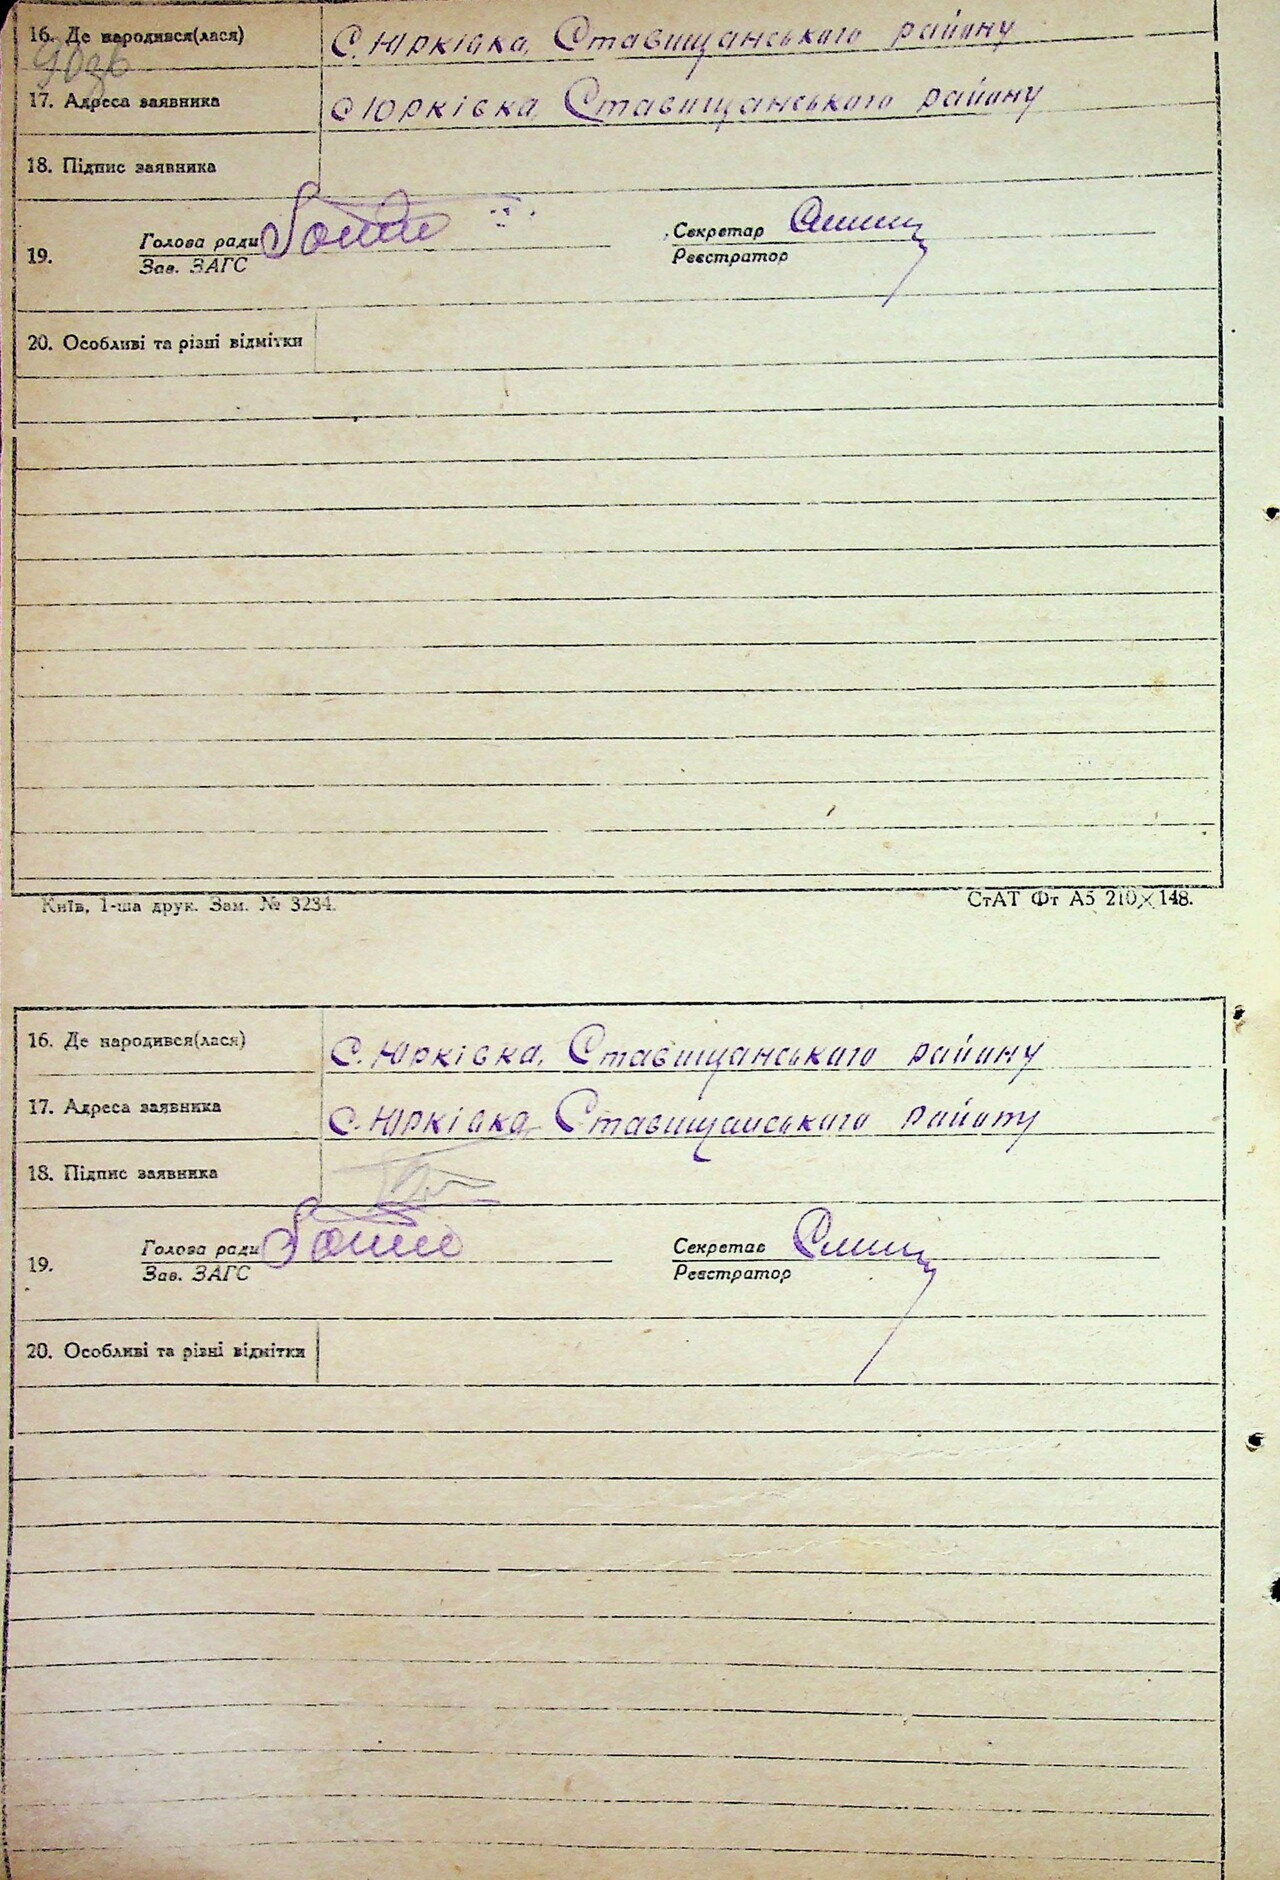 16. Де народився(лася) С. Юрківка, Ставищанського району
17. Адреса заявника С Юрківка, Ставищанського району
18. Підпис заявника
Голова ради Секретар
19.
Зав. ЗАГС Реєстратор
20. Особливі та різні відмітки
Київ, 1-ша друк. Зам. № 3234. СтАТ Фт А5 210×148.
16. Де народився(лася) С. Юрківка, Ставищанського району
17. Адреса заявника С. Юрківка Ставищанського району
18. Підпис заявника
Голова ради Секретар
19.
Зав. ЗАГС Реєстратор
20. Особливі та різні відмітки